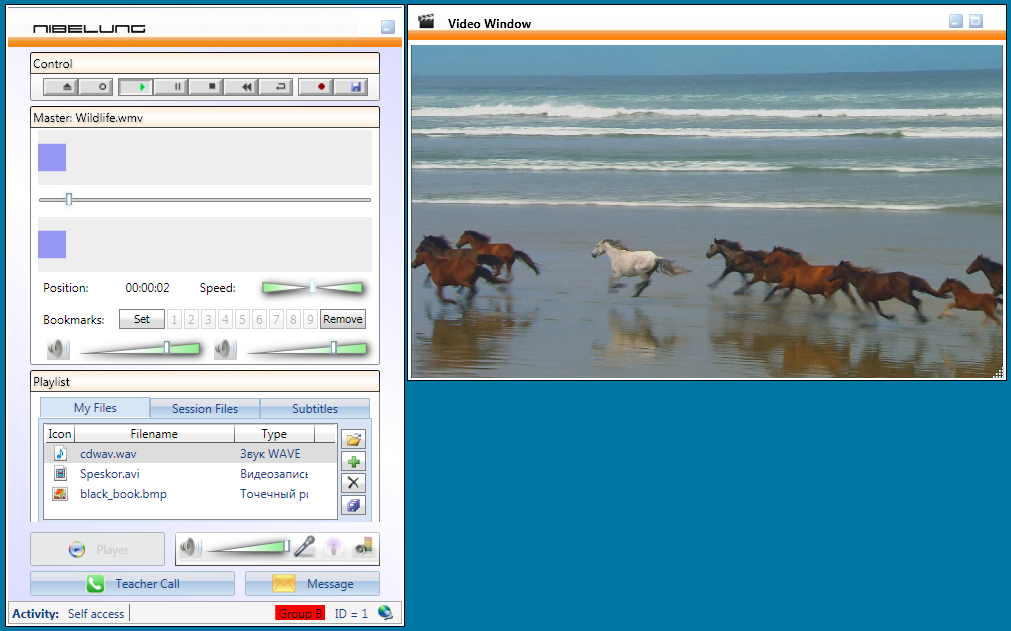 NIBELUNG
Video Window
Control
Master: Wildlife.wmv
Position: 00:00:02 Speed:
Bookmarks: Set 1 2 3 4 5 6 7 8 9 Remove
Playlist
My Files Session Files Subtitles
Icon Filename Type
cdwav.wav Звук WAVE
Speskor.avi Видеозапись
black_book.bmp Точечный
Player
Teacher Call Message
Activity: Self access Group B ID = 1